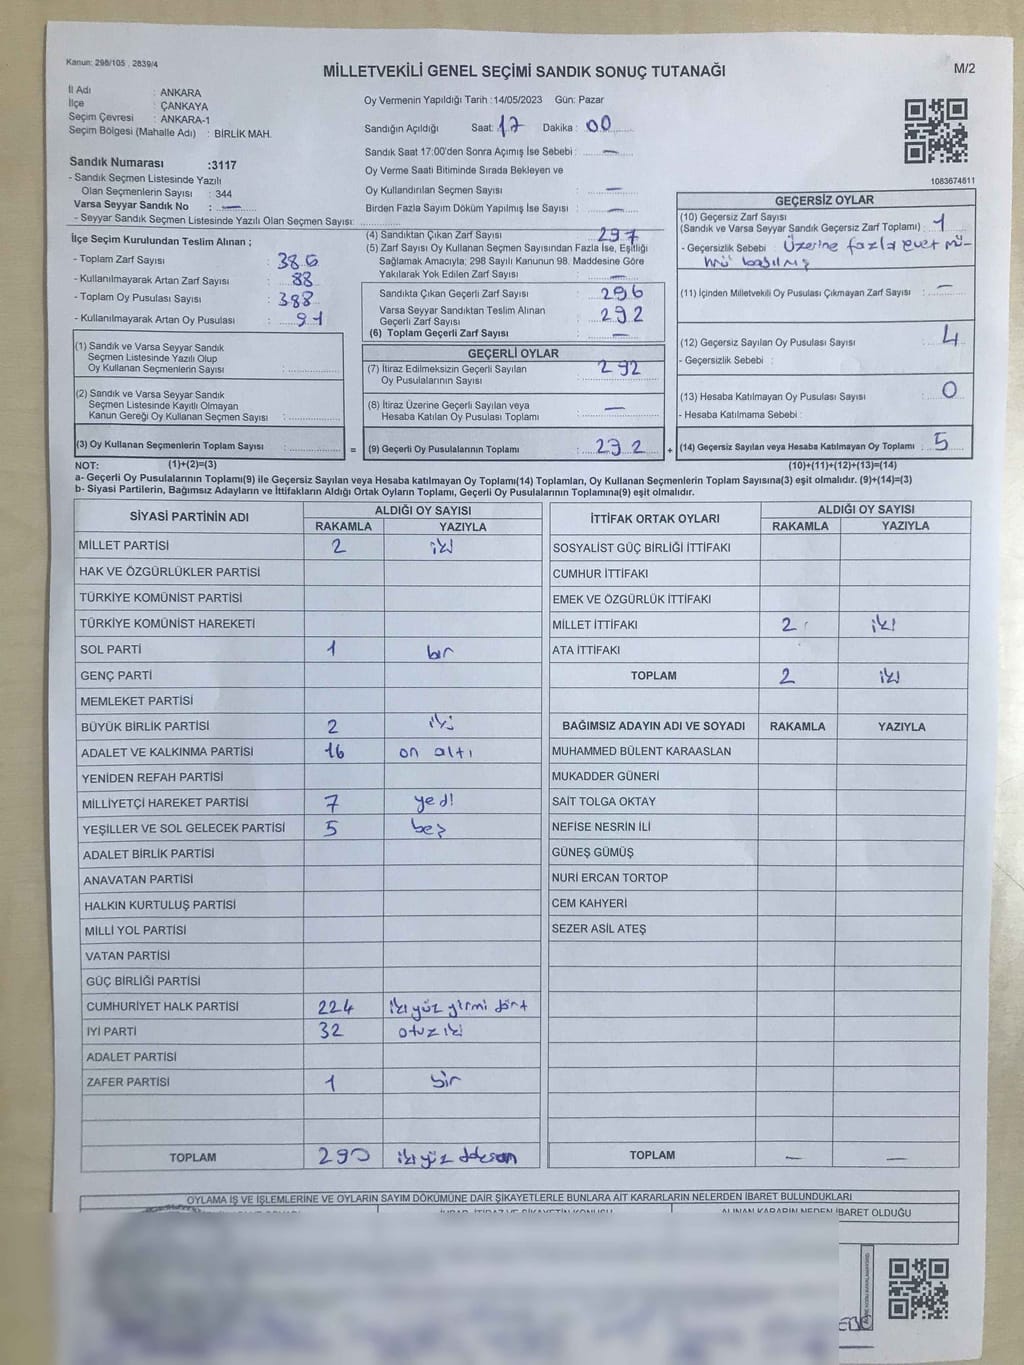 Kanun: 298/105 , 2839/4
MİLLETVEKİLİ GENEL SEÇİMİ SANDIK SONUÇ TUTANAĞI
M/2
İl Adı : ANKARA
İlçe : ÇANKAYA
Seçim Çevresi : ANKARA-1
Seçim Bölgesi (Mahalle Adı) : BİRLİK MAH.
Sandık Numarası :3117
- Sandık Seçmen Listesinde Yazılı
Olan Seçmenlerin Sayısı : 344
Varsa Seyyar Sandık No : —
- Seyyar Sandık Seçmen Listesinde Yazılı Olan Seçmen Sayısı:
Oy Vermenin Yapıldığı Tarih :14/05/2023 Gün: Pazar
Sandığın Açıldığı Saat: 17 Dakika : 00
Sandık Saat 17:00'den Sonra Açımış İse Sebebi : —
Oy Verme Saati Bitiminde Sırada Bekleyen ve
Oy Kullandırılan Seçmen Sayısı : —
Birden Fazla Sayım Döküm Yapılmış İse Sayısı : —
1083674611
İlçe Seçim Kurulundan Teslim Alınan ;
- Toplam Zarf Sayısı : 385
- Kullanılmayarak Artan Zarf Sayısı : 88
- Toplam Oy Pusulası Sayısı : 388
- Kullanılmayarak Artan Oy Pusulası : 91
(1) Sandık ve Varsa Seyyar Sandık
Seçmen Listesinde Yazılı Olup
Oy Kullanan Seçmenlerin Sayısı :
(2) Sandık ve Varsa Seyyar Sandık
Seçmen Listesinde Kayıtlı Olmayan
Kanun Gereği Oy Kullanan Seçmen Sayısı :
(3) Oy Kullanan Seçmenlerin Toplam Sayısı : =
(4) Sandıktan Çıkan Zarf Sayısı : 297
(5) Zarf Sayısı Oy Kullanan Seçmen Sayısından Fazla İse, Eşitliği
Sağlamak Amacıyla; 298 Sayılı Kanunun 98. Maddesine Göre
Yakılarak Yok Edilen Zarf Sayısı : —
Sandıkta Çıkan Geçerli Zarf Sayısı : 296
Varsa Seyyar Sandıktan Teslim Alınan
Geçerli Zarf Sayısı : 292
(6) Toplam Geçerli Zarf Sayısı : —
GEÇERLİ OYLAR
(7) İtiraz Edilmeksizin Geçerli Sayılan
Oy Pusulalarının Sayısı : 292
(8) İtiraz Üzerine Geçerli Sayılan veya
Hesaba Katılan Oy Pusulası Toplamı : —
(9) Geçerli Oy Pusulalarının Toplamı : 292 +
GEÇERSİZ OYLAR
(10) Geçersiz Zarf Sayısı
(Sandık ve Varsa Seyyar Sandık Geçersiz Zarf Toplamı) : 1
- Geçersizlik Sebebi : Üzerine fazla evet mü-
hrü basılmış
(11) İçinden Milletvekili Oy Pusulası Çıkmayan Zarf Sayısı : —
(12) Geçersiz Sayılan Oy Pusulası Sayısı : 4
- Geçersizlik Sebebi :
(13) Hesaba Katılmayan Oy Pusulası Sayısı : 0
- Hesaba Katılmama Sebebi :
(14) Geçersiz Sayılan veya Hesaba Katılmayan Oy Toplamı : 5
NOT: (1)+(2)=(3) (10)+(11)+(12)+(13)=(14)
a- Geçerli Oy Pusulalarının Toplamı(9) ile Geçersiz Sayılan veya Hesaba katılmayan Oy Toplamı(14) Toplamları, Oy Kullanan Seçmenlerin Toplam Sayısına(3) eşit olmalıdır. (9)+(14)=(3)
b- Siyasi Partilerin, Bağımsız Adayların ve İttifakların Aldığı Ortak Oyların Toplamı, Geçerli Oy Pusulalarının Toplamına(9) eşit olmalıdır.
SİYASİ PARTİNİN ADI ALDIĞI OY SAYISI
RAKAMLA YAZIYLA
MİLLET PARTİSİ 2 iki
HAK VE ÖZGÜRLÜKLER PARTİSİ
TÜRKİYE KOMÜNİST PARTİSİ
TÜRKİYE KOMÜNİST HAREKETİ
SOL PARTİ 1 bir
GENÇ PARTİ
MEMLEKET PARTİSİ
BÜYÜK BİRLİK PARTİSİ 2 iki
ADALET VE KALKINMA PARTİSİ 16 on altı
YENİDEN REFAH PARTİSİ
MİLLİYETÇİ HAREKET PARTİSİ 7 yedi
YEŞİLLER VE SOL GELECEK PARTİSİ 5 beş
ADALET BİRLİK PARTİSİ
ANAVATAN PARTİSİ
HALKIN KURTULUŞ PARTİSİ
MİLLİ YOL PARTİSİ
VATAN PARTİSİ
GÜÇ BİRLİĞİ PARTİSİ
CUMHURİYET HALK PARTİSİ 224 iki yüz yirmi dört
İYİ PARTİ 32 otuz iki
ADALET PARTİSİ
ZAFER PARTİSİ 1 bir
TOPLAM 290 iki yüz doksan
İTTİFAK ORTAK OYLARI ALDIĞI OY SAYISI
RAKAMLA YAZIYLA
SOSYALİST GÜÇ BİRLİĞİ İTTİFAKI
CUMHUR İTTİFAKI
EMEK VE ÖZGÜRLÜK İTTİFAKI
MİLLET İTTİFAKI 2 iki
ATA İTTİFAKI
TOPLAM 2 iki
BAĞIMSIZ ADAYIN ADI VE SOYADI RAKAMLA YAZIYLA
MUHAMMED BÜLENT KARAASLAN
MUKADDER GÜNERİ
SAİT TOLGA OKTAY
NEFİSE NESRİN İLİ
GÜNEŞ GÜMÜŞ
NURİ ERCAN TORTOP
CEM KAHYERİ
SEZER ASİL ATEŞ
TOPLAM — —
OYLAMA İŞ VE İŞLEMLERİNE VE OYLARIN SAYIM DÖKÜMÜNE DAİR ŞİKAYETLERLE BUNLARA AİT KARARLARIN NELERDEN İBARET BULUNDUKLARI
ALINAN KARARIN NEDEN İBARET OLDUĞU